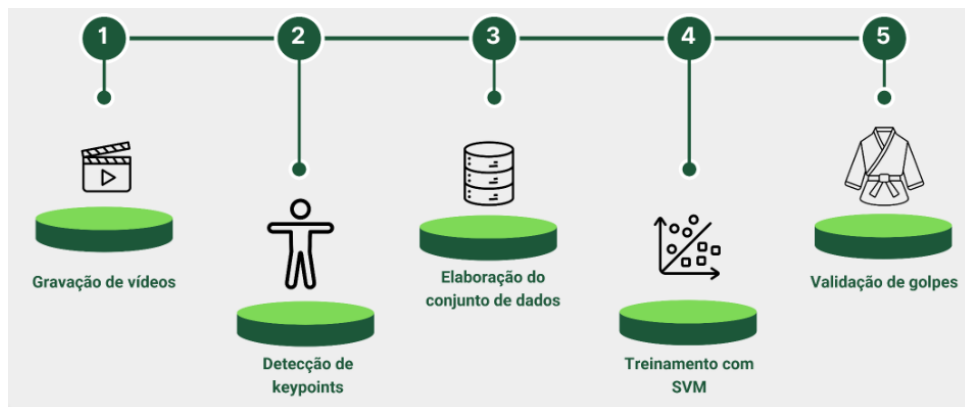 1
2
3
4
5
Gravação de vídeos
Detecção de
keypoints
Elaboração do
conjunto de dados
Treinamento com
SVM
Validação de golpes